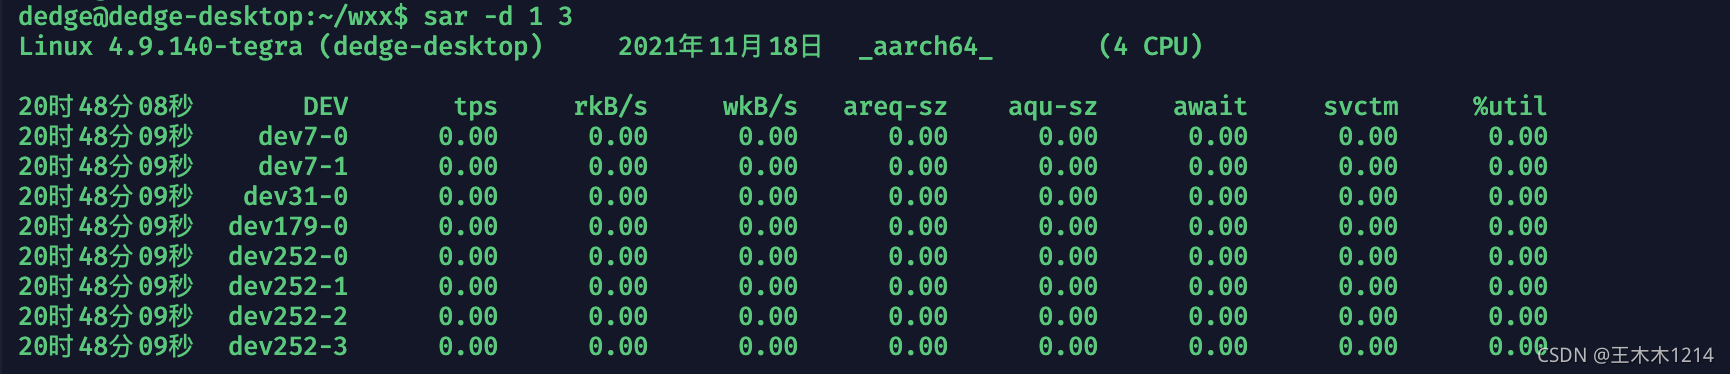 dedge@dedge-desktop:~/wxx$ sar -d 1 3
Linux 4.9.140-tegra (dedge-desktop) 2021年11月18日 _aarch64_ (4 CPU)
20时48分08秒 DEV tps rkB/s wkB/s areq-sz aqu-sz await svctm %util
20时48分09秒 dev7-0 0.00 0.00 0.00 0.00 0.00 0.00 0.00 0.00
20时48分09秒 dev7-1 0.00 0.00 0.00 0.00 0.00 0.00 0.00 0.00
20时48分09秒 dev31-0 0.00 0.00 0.00 0.00 0.00 0.00 0.00 0.00
20时48分09秒 dev179-0 0.00 0.00 0.00 0.00 0.00 0.00 0.00 0.00
20时48分09秒 dev252-0 0.00 0.00 0.00 0.00 0.00 0.00 0.00 0.00
20时48分09秒 dev252-1 0.00 0.00 0.00 0.00 0.00 0.00 0.00 0.00
20时48分09秒 dev252-2 0.00 0.00 0.00 0.00 0.00 0.00 0.00 0.00
20时48分09秒 dev252-3 0.00 0.00 0.00 0.00 0.00 0.00 0.00 0.00
CSDN @王木木1214